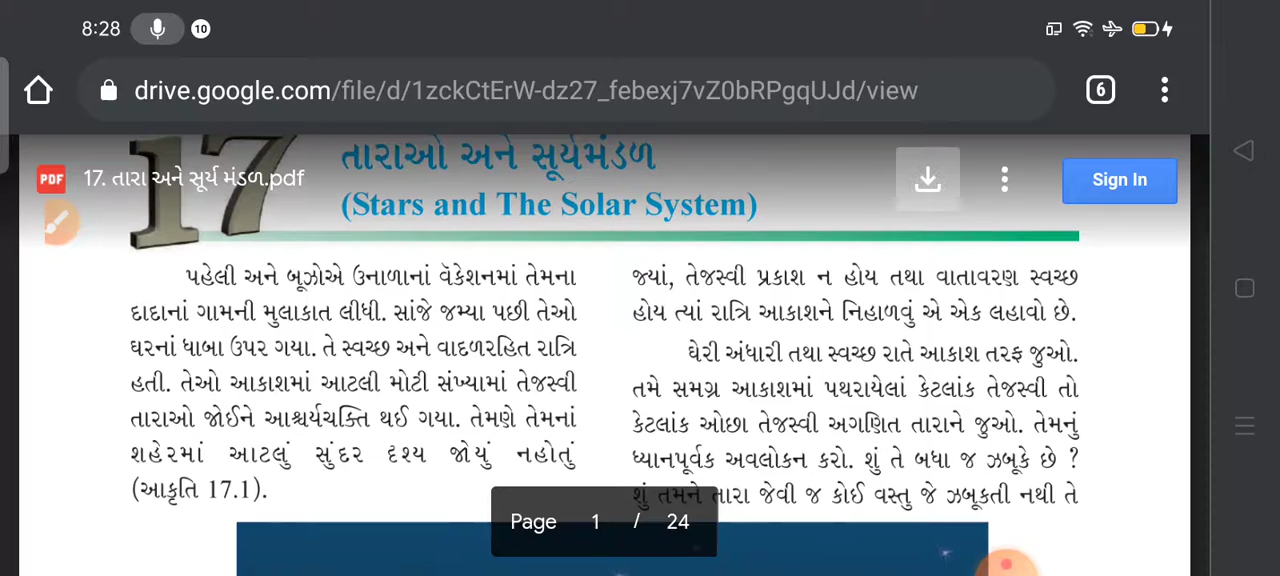 8:28
10
drive.google.com/file/d/1zckCtErW-dz27_febexj7vZ0bRPgqUJd/view
6
17
તારાઓ અને સૂર્યમંડળ
(Stars and The Solar System)
PDF
17. તારા અને સૂર્ય મંડળ.pdf
Sign In
પહેલી અને બૂઝોએ ઉનાળાનાં વૅકેશનમાં તેમના
દાદાનાં ગામની મુલાકાત લીધી. સાંજે જમ્યા પછી તેઓ
ઘરનાં ધાબા ઉપર ગયા. તે સ્વચ્છ અને વાદળરહિત રાત્રિ
હતી. તેઓ આકાશમાં આટલી મોટી સંખ્યામાં તેજસ્વી
તારાઓ જોઈને આશ્ચર્યચક્તિ થઈ ગયા. તેમણે તેમનાં
શહેરમાં આટલું સુંદર દૃશ્ય જોયું નહોતું
(આકૃતિ 17.1).
જ્યાં, તેજસ્વી પ્રકાશ ન હોય તથા વાતાવરણ સ્વચ્છ
હોય ત્યાં રાત્રિ આકાશને નિહાળવું એ એક લહાવો છે.
ઘેરી અંધારી તથા સ્વચ્છ રાતે આકાશ તરફ જુઓ.
તમે સમગ્ર આકાશમાં પથરાયેલાં કેટલાંક તેજસ્વી તો
કેટલાંક ઓછા તેજસ્વી અગણિત તારાને જુઓ. તેમનું
ધ્યાનપૂર્વક અવલોકન કરો. શું તે બધા જ ઝબૂકે છે ?
શું તમને તારા જેવી જ કોઈ વસ્તુ જે ઝબૂકતી નથી તે
Page 1 / 24